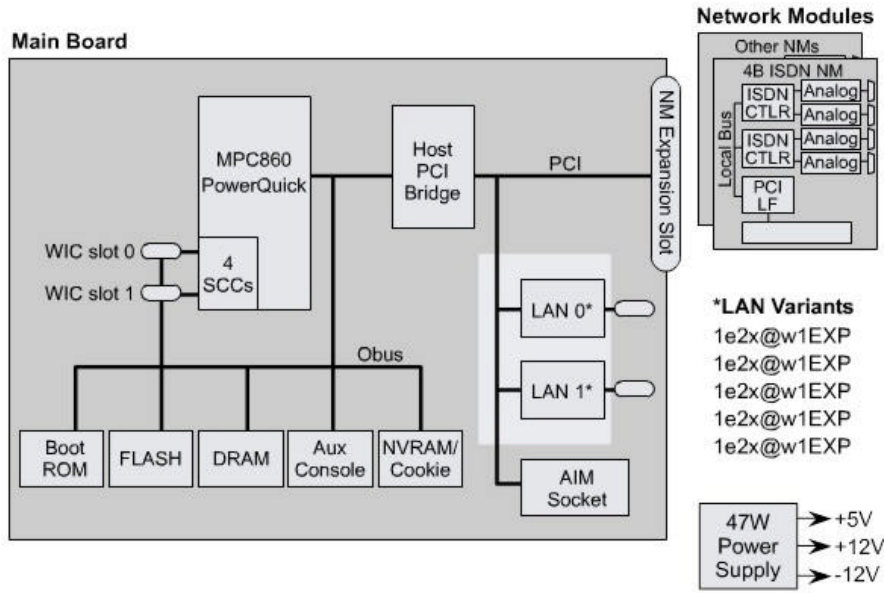 Main Board
Network Modules
Other NMs
4B ISDN NM
ISDN
CTLR
Analog
Analog
ISDN
CTLR
Analog
Analog
Local Bus
PCI
LF
NM Expansion Slot
MPC860
PowerQuick
Host
PCI
Bridge
PCI
4
SCCs
WIC slot 0
WIC slot 1
LAN 0*
LAN 1*
Obus
Boot
ROM
FLASH
DRAM
Aux
Console
NVRAM/
Cookie
AIM
Socket
*LAN Variants
1e2x@w1EXP
1e2x@w1EXP
1e2x@w1EXP
1e2x@w1EXP
1e2x@w1EXP
47W
Power
Supply
+5V
+12V
-12V